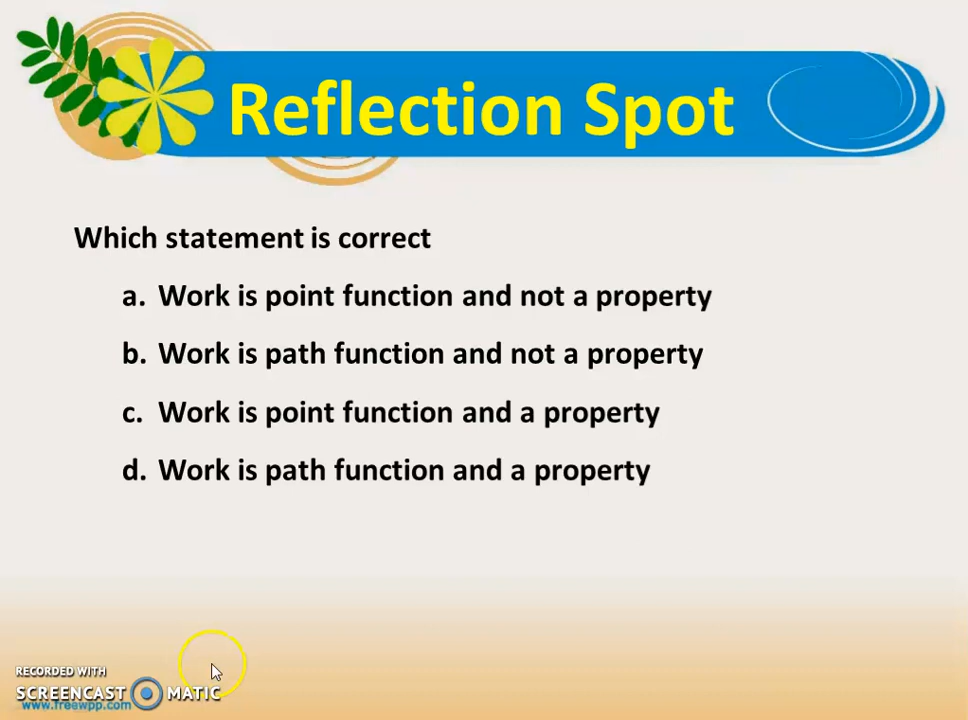 Reflection Spot
Which statement is correct
a. Work is point function and not a property
b. Work is path function and not a property
c. Work is point function and a property
d. Work is path function and a property
RECORDED WITH
SCREENCAST MATIC
www.freewpp.com